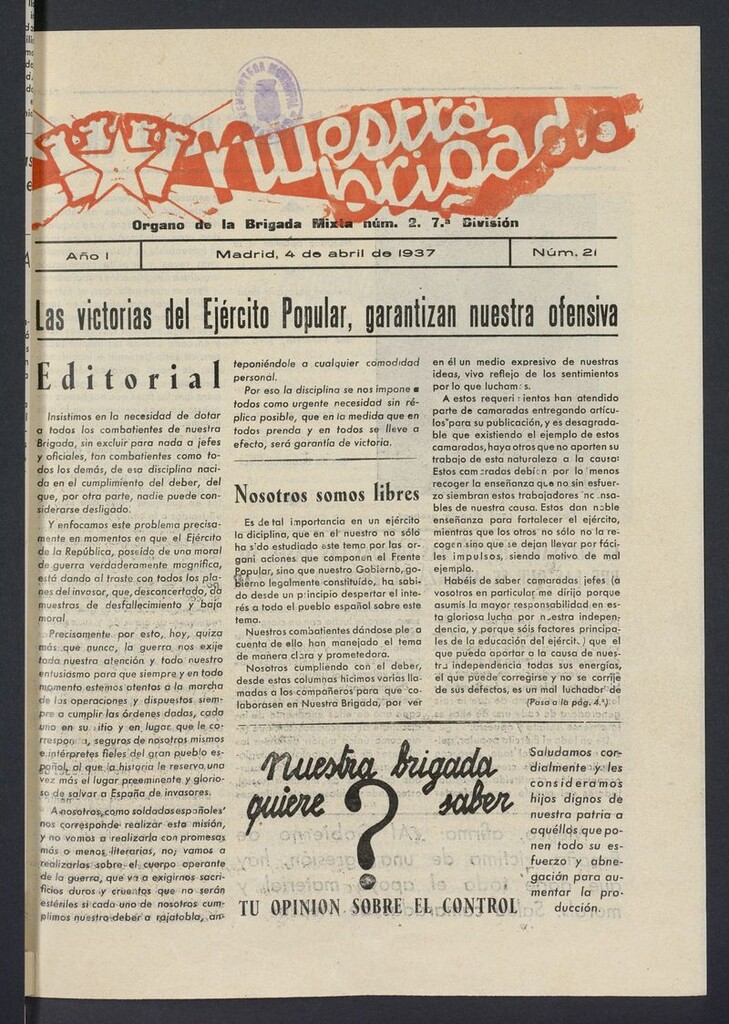 HEMEROTECA MUNICIPAL
nuestra
brigada
Organo de la Brigada Mixta núm. 2. 7.ª División
Año I
Madrid, 4 de abril de 1937
Núm. 21
Las victorias del Ejército Popular, garantizan nuestra ofensiva
Editorial
Insistimos en la necesidad de dotar
a todos los combatientes de nuestra
Brigada, sin excluir para nada a jefes
y oficiales, tan combatientes como to-
dos los demás, de esa disciplina naci-
da en el cumplimiento del deber, del
que, por otra parte, nadie puede con-
siderarse desligado.
Y enfocamos este problema precisa-
mente en momentos en que el Ejército
de la República, poseído de una moral
de guerra verdaderamente magnífica,
está dando al traste con todos los pla-
nes del invasor, que, desconcertado, da
muestras de desfallecimiento y baja
moral
Precisamente por esto, hoy, quiza
más que nunca, la guerra nos exije
toda nuestra atención y todo nuestro
entusiasmo para que siempre y en todo
momento estemos atentos a la marcha
de las operaciones y dispuestos siem-
pre a cumplir las órdenes dadas, cada
uno en su sitio y en lugar que le co-
rresponda, seguros de nosotros mismos
e intérpretes fieles del gran pueblo es-
pañol, al que la historia le reserva una
vez más el lugar preeminente y glorio-
so de salvar a España de invasores.
A nosotros, como soldados españoles
nos corresponde realizar esta misión,
y no vamos a realizarla con promesas
más o menos literarias, no; vamos a
realizarlas sobre el cuerpo operante
de la guerra, que va a exigirnos sacri-
ficios duros y cruentos que no serán
estériles si cada uno de nosotros cum-
plimos nuestro deber a rajatobla, an-
teponiéndole a cualquier comodidad
personal.
Por eso la disciplina se nos impone a
todos como urgente necesidad sin ré-
plica posible, que en la medida que en
todos prenda y en todos se lleve a
efecto, será garantía de victoria.
Nosotros somos libres
Es de tal importancia en un ejército
la diciplina, que en el nuestro no sólo
ha sido estudiado este tema por las or-
gani aciones que componen el Frente
Popular, sino que nuestro Gobierno, go-
bierno legalmente constituído, ha sabi-
do desde un principio despertar el inte-
rés a todo el pueblo español sobre este
tema.
Nuestros combatientes dándose ple a
cuenta de ello han manejado el tema
de manera clara y prometedora.
Nosotros cumpliendo con el deber,
desde estas columnas hicimos varias lla-
madas a los compañeros para que co-
laborasen en Nuestra Brigada, por ver
en él un medio expresivo de nuestras
ideas, vivo reflejo de los sentimientos
por lo que lucham s.
A estos requeri ientos han atendido
parte de camaradas entregando artícu-
los para su publicación, y es desagrada-
ble que existiendo el ejemplo de estos
camaradas, haya otros que no aporten su
trabajo de esta naturaleza a la causa:
Estos camaradas debían por lo menos
recoger la enseñanza que no sin esfuer-
zo siembran estos trabajadores inc nsa-
bles de nuestra causa. Estos dan noble
enseñanza para fortalecer el ejército,
mientras que los otros no sólo no la re-
cogen sino que se dejan llevar por fáci-
les impulsos, siendo motivo de mal
ejemplo.
Habéis de saber camaradas jefes (a
vosotros en particular me dirijo porque
asumís la mayor responsabilidad en es-
ta gloriosa lucha por nuestra indepen-
dencia, y porque sóis factores principa-
les de la educación del ejército) que el
que pueda aportar a la causa de nues-
tra independencia todas sus energías,
el que puede corregirse y no se corrije
de sus defectos, es un mal luchador de
(Pasa a la pág. 4.ª)
nuestra brigada
quiere ? saber
TU OPINION SOBRE EL CONTROL
Saludamos cor-
dialmente y les
consideramos
hijos dignos de
nuestra patria a
aquéllos que po-
nen todo su es-
fuerzo y abne-
gación para au-
mentar la pro-
ducción.